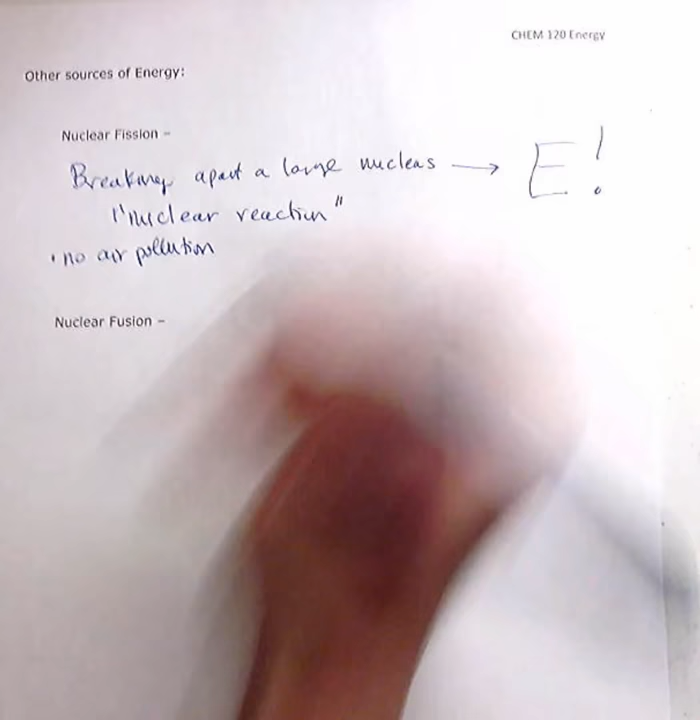 CHEM 120 Energy
Other sources of Energy:
Nuclear Fission –
Breaking apart a large nucleus → E!
"nuclear reaction"
• no air pollution
Nuclear Fusion –